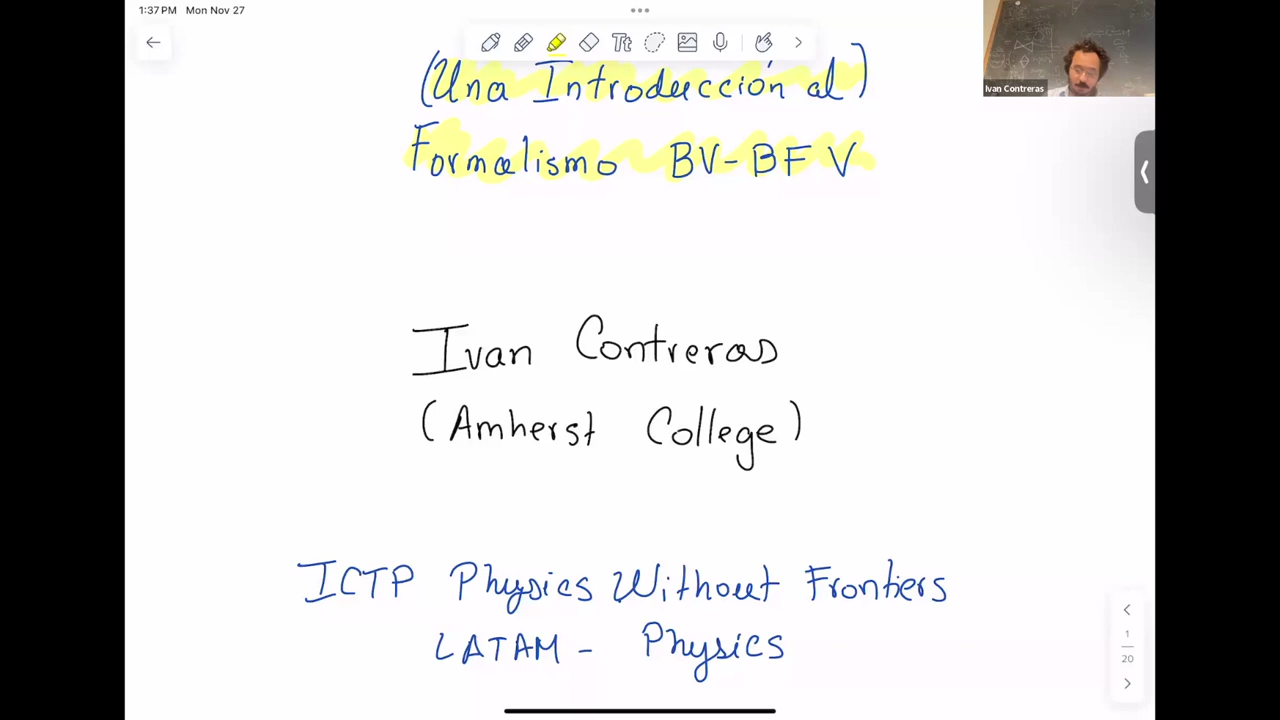 1:37 PM Mon Nov 27
Tt
(Una Introducción al)
Formalismo BV-BFV
Ivan Contreras
Ivan Contreras
(Amherst College)
ICTP Physics Without Frontiers
LATAM - Physics
1
20